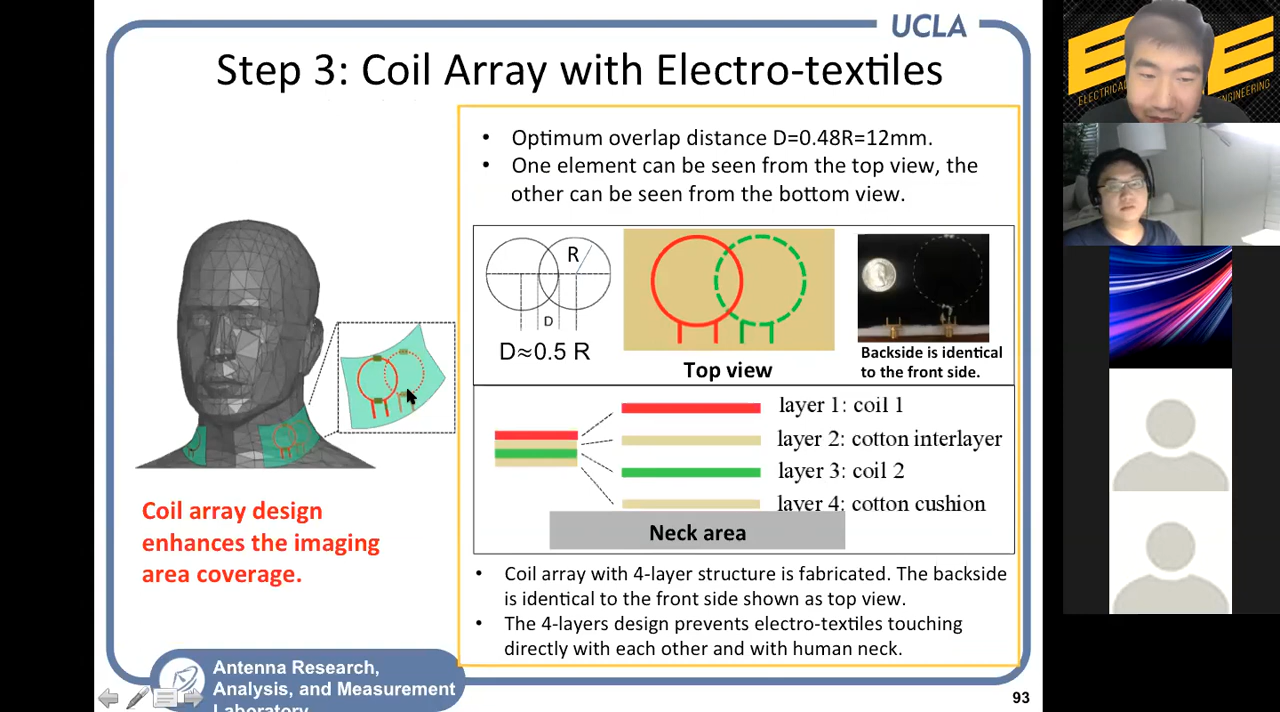 UCLA
Step 3: Coil Array with Electro-textiles
• Optimum overlap distance D=0.48R=12mm.
• One element can be seen from the top view, the
other can be seen from the bottom view.
R
D
D≈0.5 R
Top view
Backside is identical
to the front side.
layer 1: coil 1
layer 2: cotton interlayer
layer 3: coil 2
layer 4: cotton cushion
Neck area
Coil array design
enhances the imaging
area coverage.
• Coil array with 4-layer structure is fabricated. The backside
is identical to the front side shown as top view.
• The 4-layers design prevents electro-textiles touching
directly with each other and with human neck.
Antenna Research,
Analysis, and Measurement
Laboratory
93